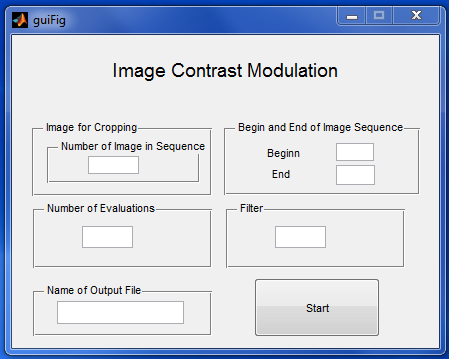 guiFig
Image Contrast Modulation
Image for Cropping
Number of Image in Sequence
Begin and End of Image Sequence
Beginn
End
Number of Evaluations
Filter
Name of Output File
Start